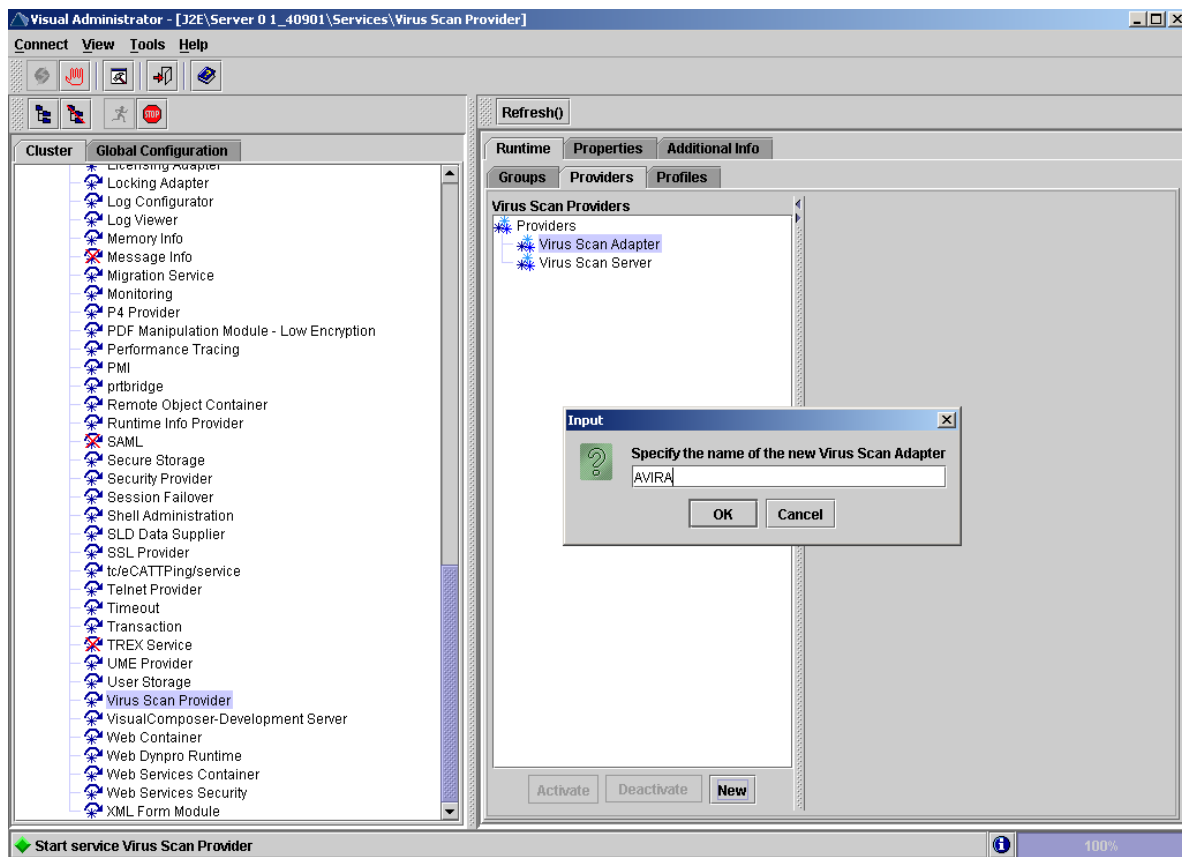 Visual Administrator - [J2E\Server 0 1_40901\Services\Virus Scan Provider]
Connect View Tools Help
Refresh()
Cluster Global Configuration
Runtime Properties Additional Info
Groups Providers Profiles
Licensing Adapter
Locking Adapter
Log Configurator
Log Viewer
Memory Info
Message Info
Migration Service
Monitoring
P4 Provider
PDF Manipulation Module - Low Encryption
Performance Tracing
PMI
prtbridge
Remote Object Container
Runtime Info Provider
SAML
Secure Storage
Security Provider
Session Failover
Shell Administration
SLD Data Supplier
SSL Provider
tc/eCATTPing/service
Telnet Provider
Timeout
Transaction
TREX Service
UME Provider
User Storage
Virus Scan Provider
VisualComposer-Development Server
Web Container
Web Dynpro Runtime
Web Services Container
Web Services Security
XML Form Module
Virus Scan Providers
Providers
Virus Scan Adapter
Virus Scan Server
Input
Specify the name of the new Virus Scan Adapter
AVIRA
OK Cancel
Activate Deactivate New
Start service Virus Scan Provider
100%
STOP